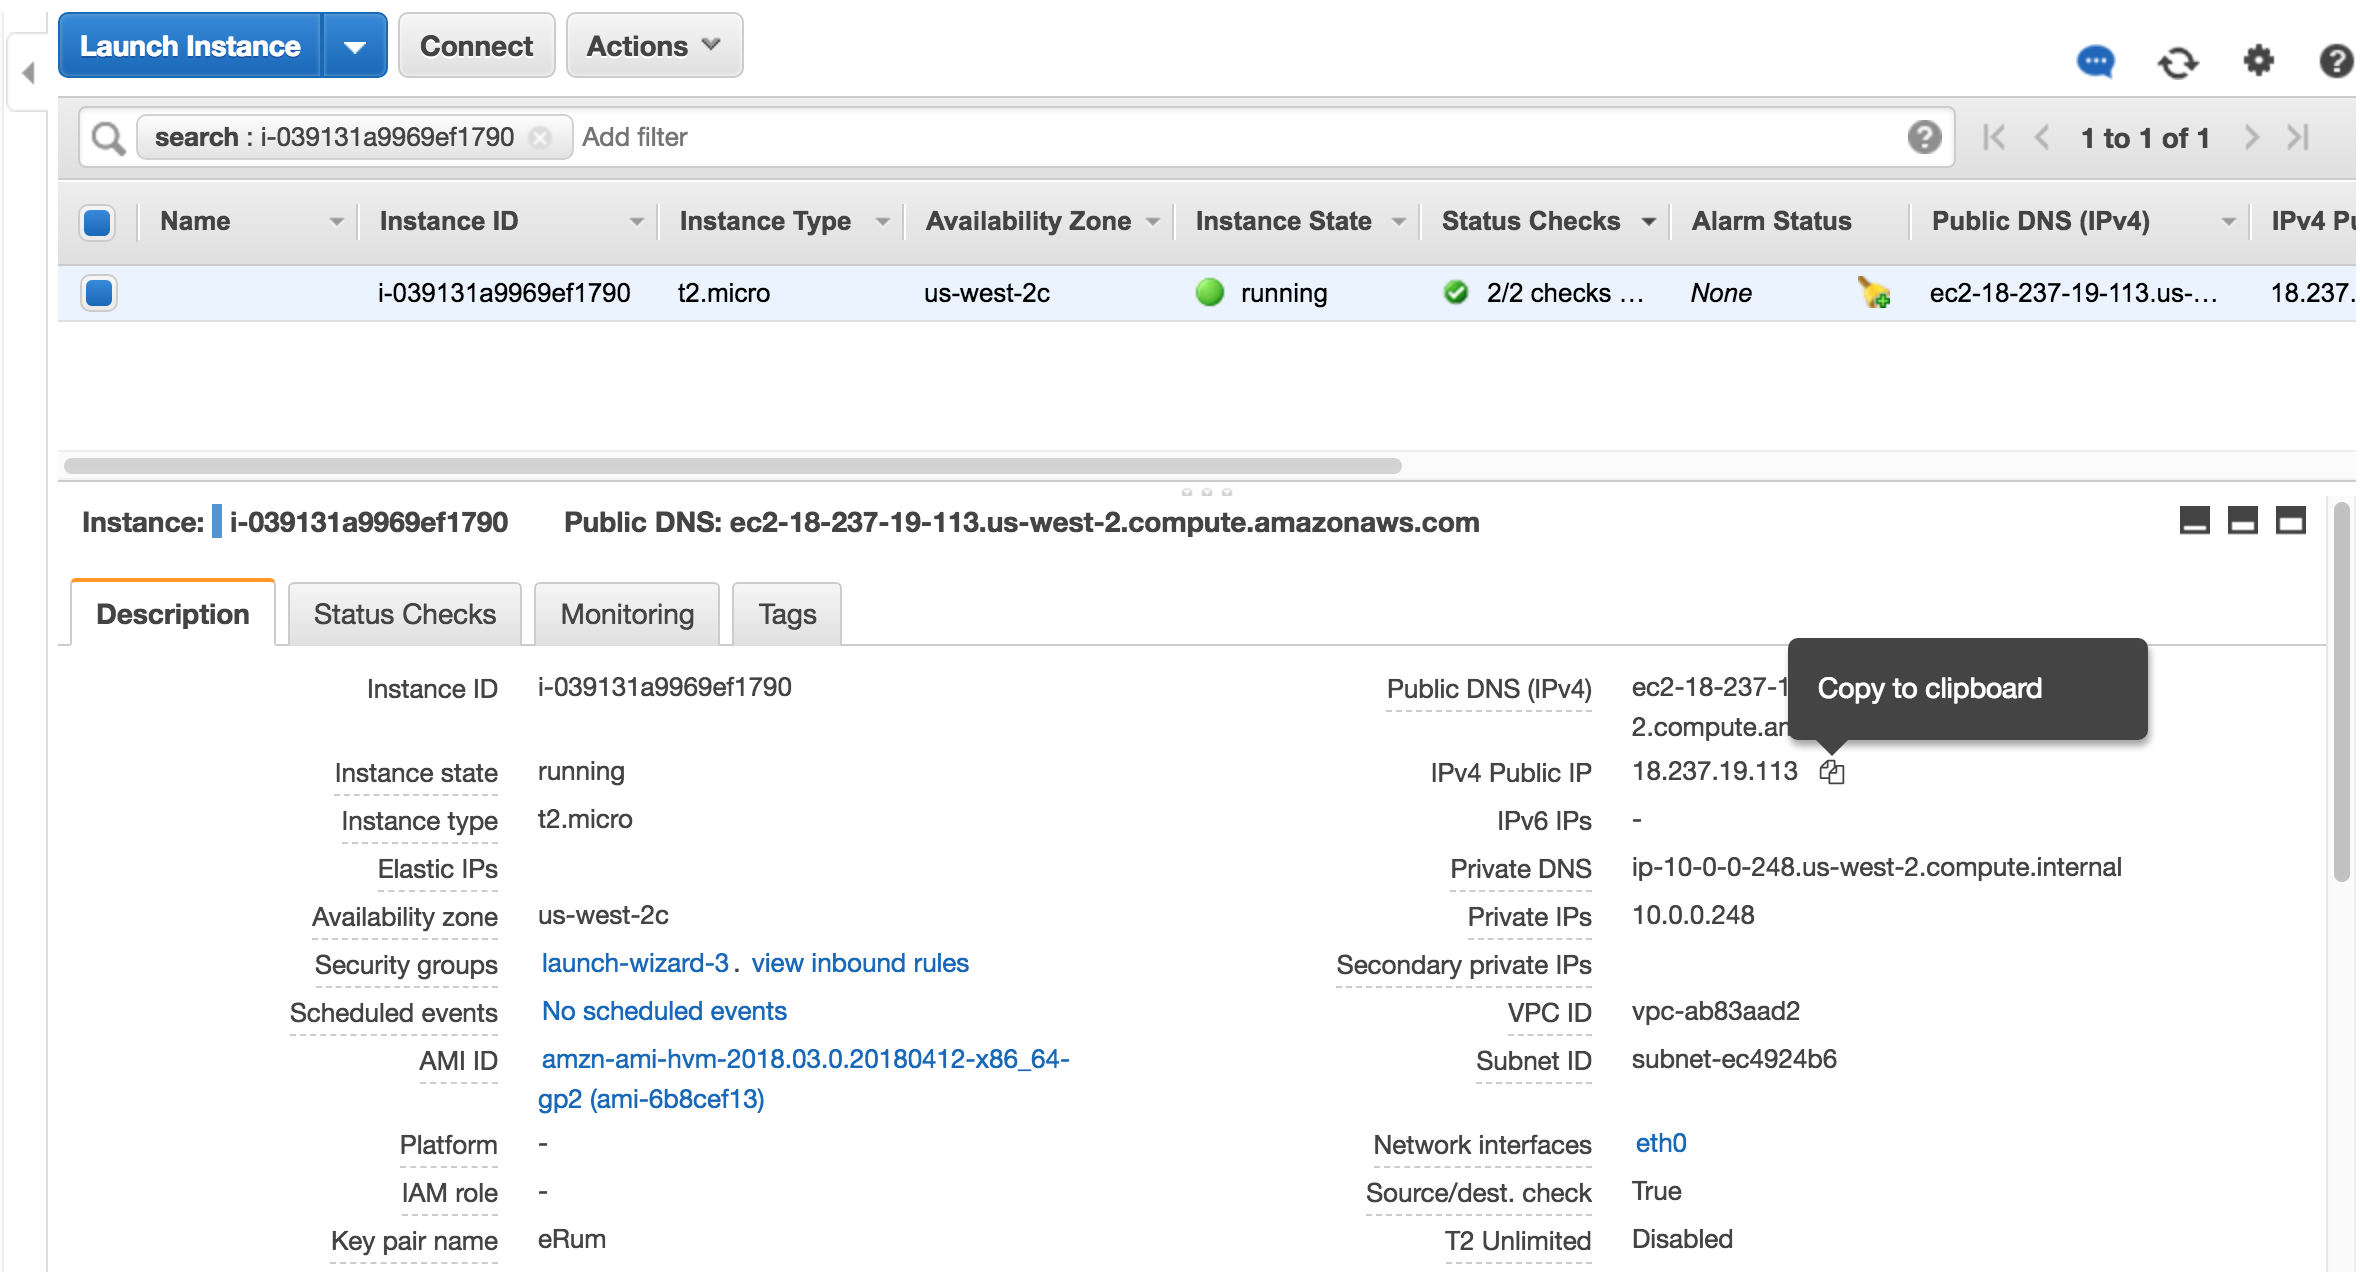 Launch Instance Connect Actions
search : i-039131a9969ef1790 Add filter 1 to 1 of 1
Name Instance ID Instance Type Availability Zone Instance State Status Checks Alarm Status Public DNS (IPv4) IPv4 Pu
i-039131a9969ef1790 t2.micro us-west-2c running 2/2 checks ... None ec2-18-237-19-113.us-... 18.237.
Instance: i-039131a9969ef1790 Public DNS: ec2-18-237-19-113.us-west-2.compute.amazonaws.com
Description Status Checks Monitoring Tags
Copy to clipboard
Instance ID i-039131a9969ef1790
Public DNS (IPv4) ec2-18-237-1
2.compute.am
Instance state running
IPv4 Public IP 18.237.19.113
Instance type t2.micro
IPv6 IPs -
Elastic IPs
Private DNS ip-10-0-0-248.us-west-2.compute.internal
Availability zone us-west-2c
Private IPs 10.0.0.248
Security groups launch-wizard-3 . view inbound rules
Secondary private IPs
Scheduled events No scheduled events
VPC ID vpc-ab83aad2
AMI ID amzn-ami-hvm-2018.03.0.20180412-x86_64-
gp2 (ami-6b8cef13)
Subnet ID subnet-ec4924b6
Platform -
Network interfaces eth0
IAM role -
Source/dest. check True
Key pair name eRum
T2 Unlimited Disabled